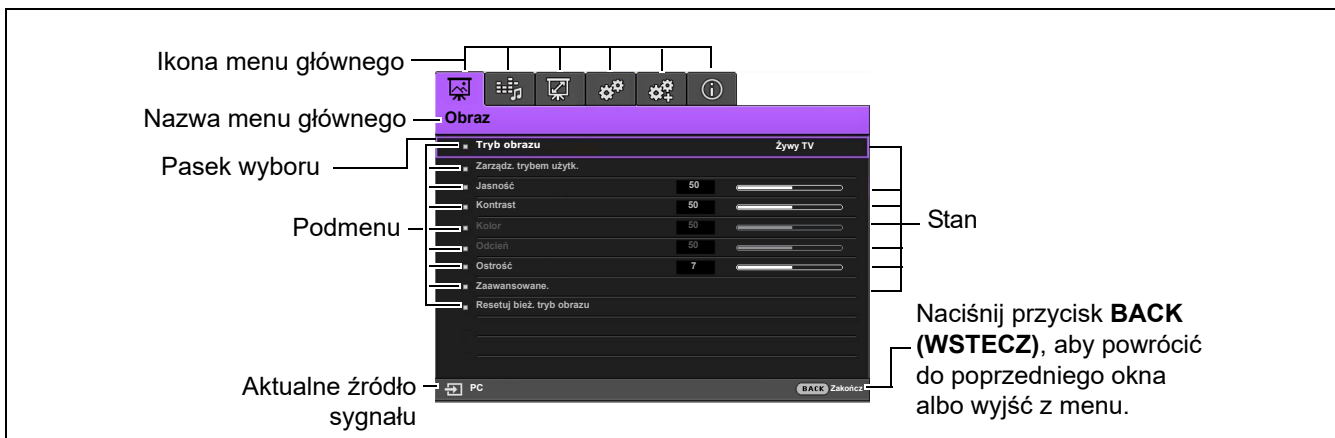 Ikona menu głównego
Nazwa menu głównego
Obraz
Pasek wyboru
Tryb obrazu Żywy TV
Zarządz. trybem użytk.
Jasność 50
Kontrast 50
Podmenu
Kolor 50
Odcień 50
Ostrość 7
Zaawansowane.
Resetuj bież. tryb obrazu
Stan
Aktualne źródło
sygnału
PC
BACK Zakończ
Naciśnij przycisk BACK
(WSTECZ), aby powrócić
do poprzedniego okna
albo wyjść z menu.